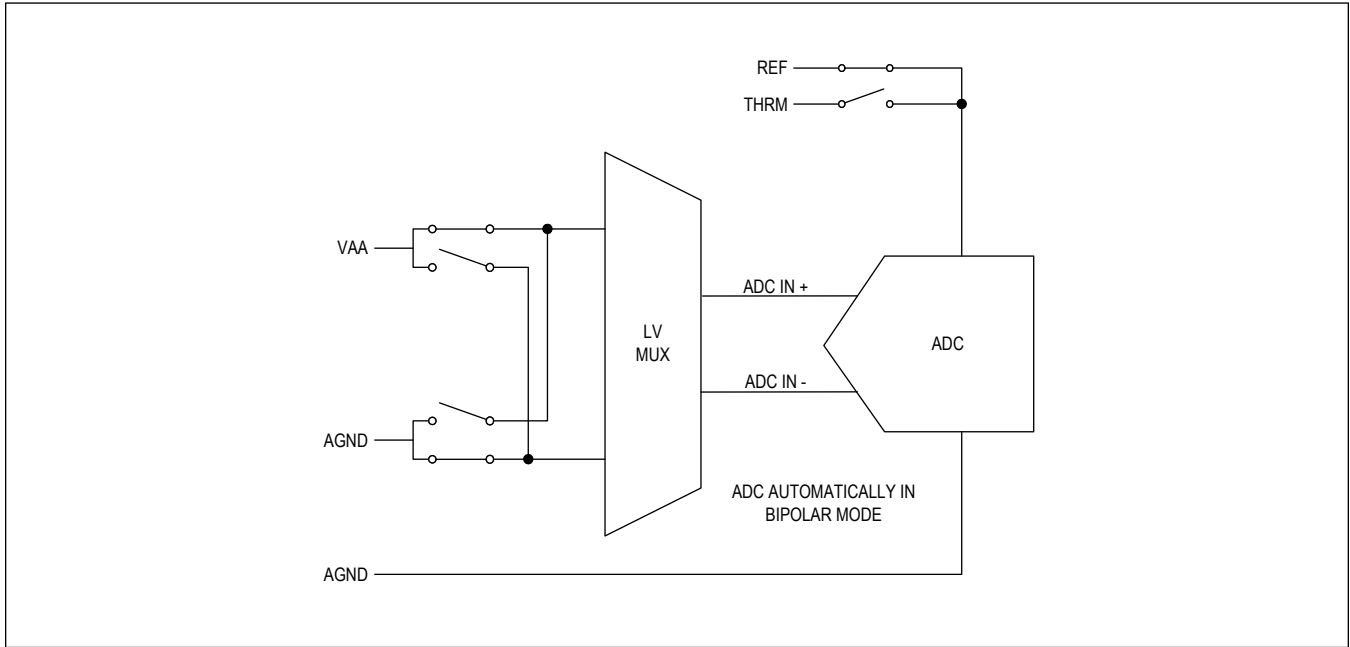 REF
THRM
VAA
ADC IN +
LV
MUX
ADC
ADC IN -
AGND
ADC AUTOMATICALLY IN
BIPOLAR MODE
AGND